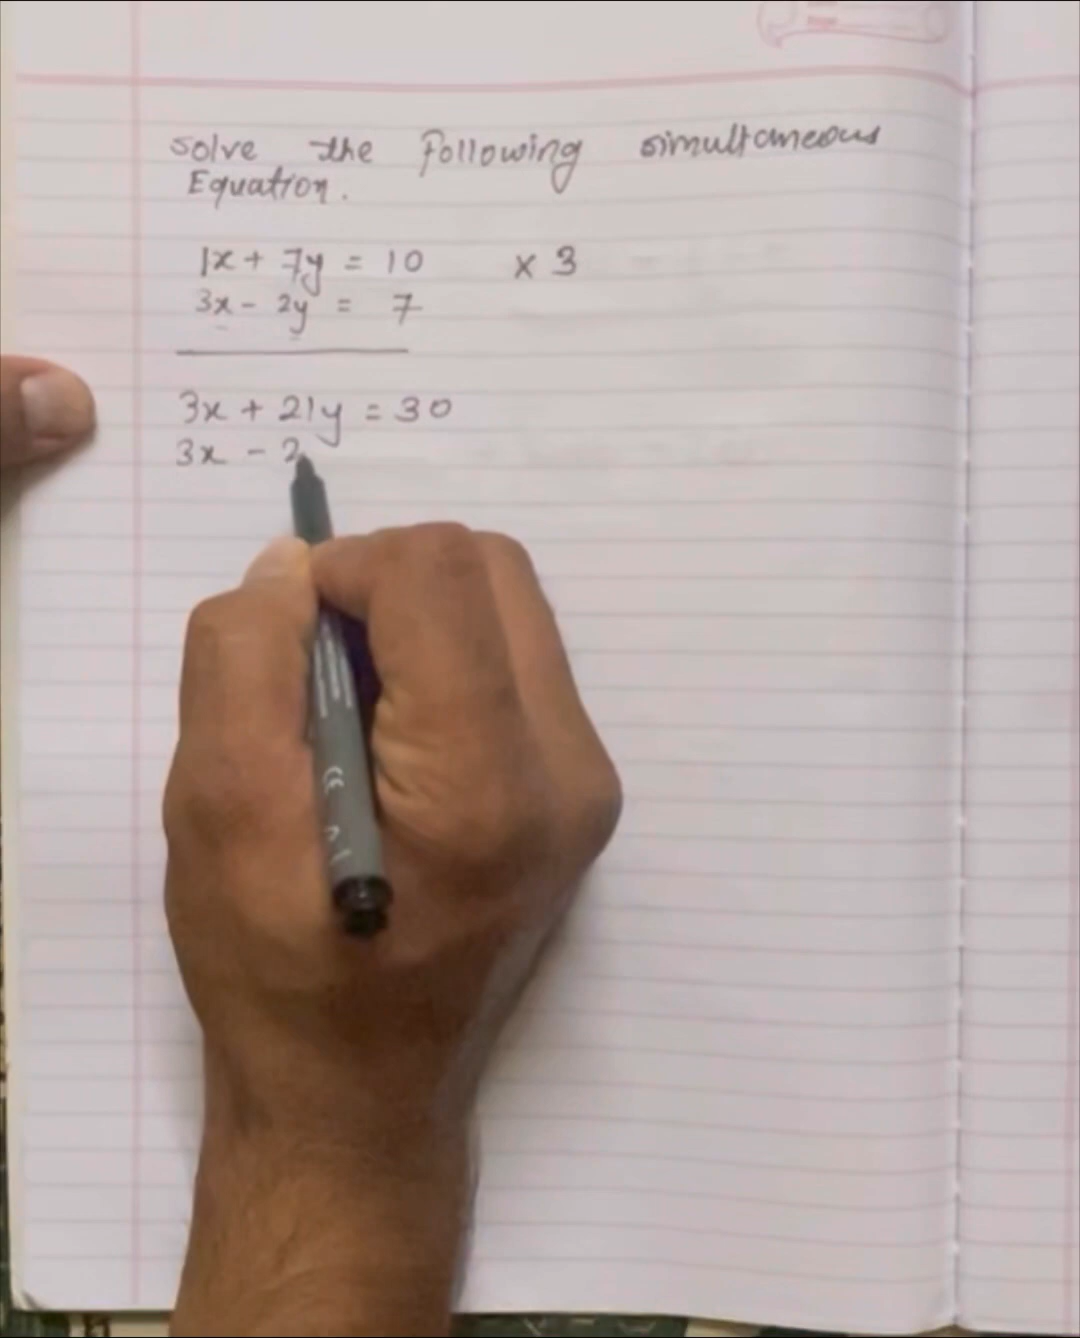 solve the following simultaneous
Equation.
1x + 7y = 10 x 3
3x - 2y = 7
3x + 21y = 30
3x - 2